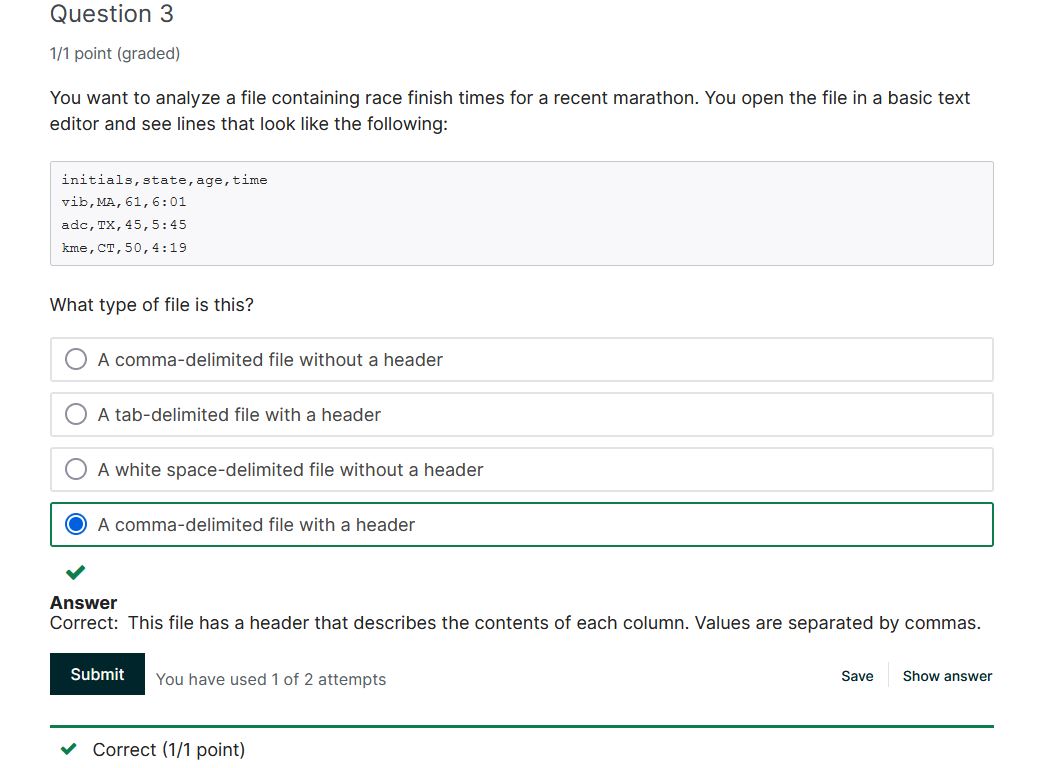 Question 3
1/1 point (graded)
You want to analyze a file containing race finish times for a recent marathon. You open the file in a basic text
editor and see lines that look like the following:
initials,state,age,time
vib,MA,61,6:01
adc,TX,45,5:45
kme,CT,50,4:19
What type of file is this?
A comma-delimited file without a header
A tab-delimited file with a header
A white space-delimited file without a header
A comma-delimited file with a header
Answer
Correct: This file has a header that describes the contents of each column. Values are separated by commas.
Submit You have used 1 of 2 attempts Save Show answer
Correct (1/1 point)